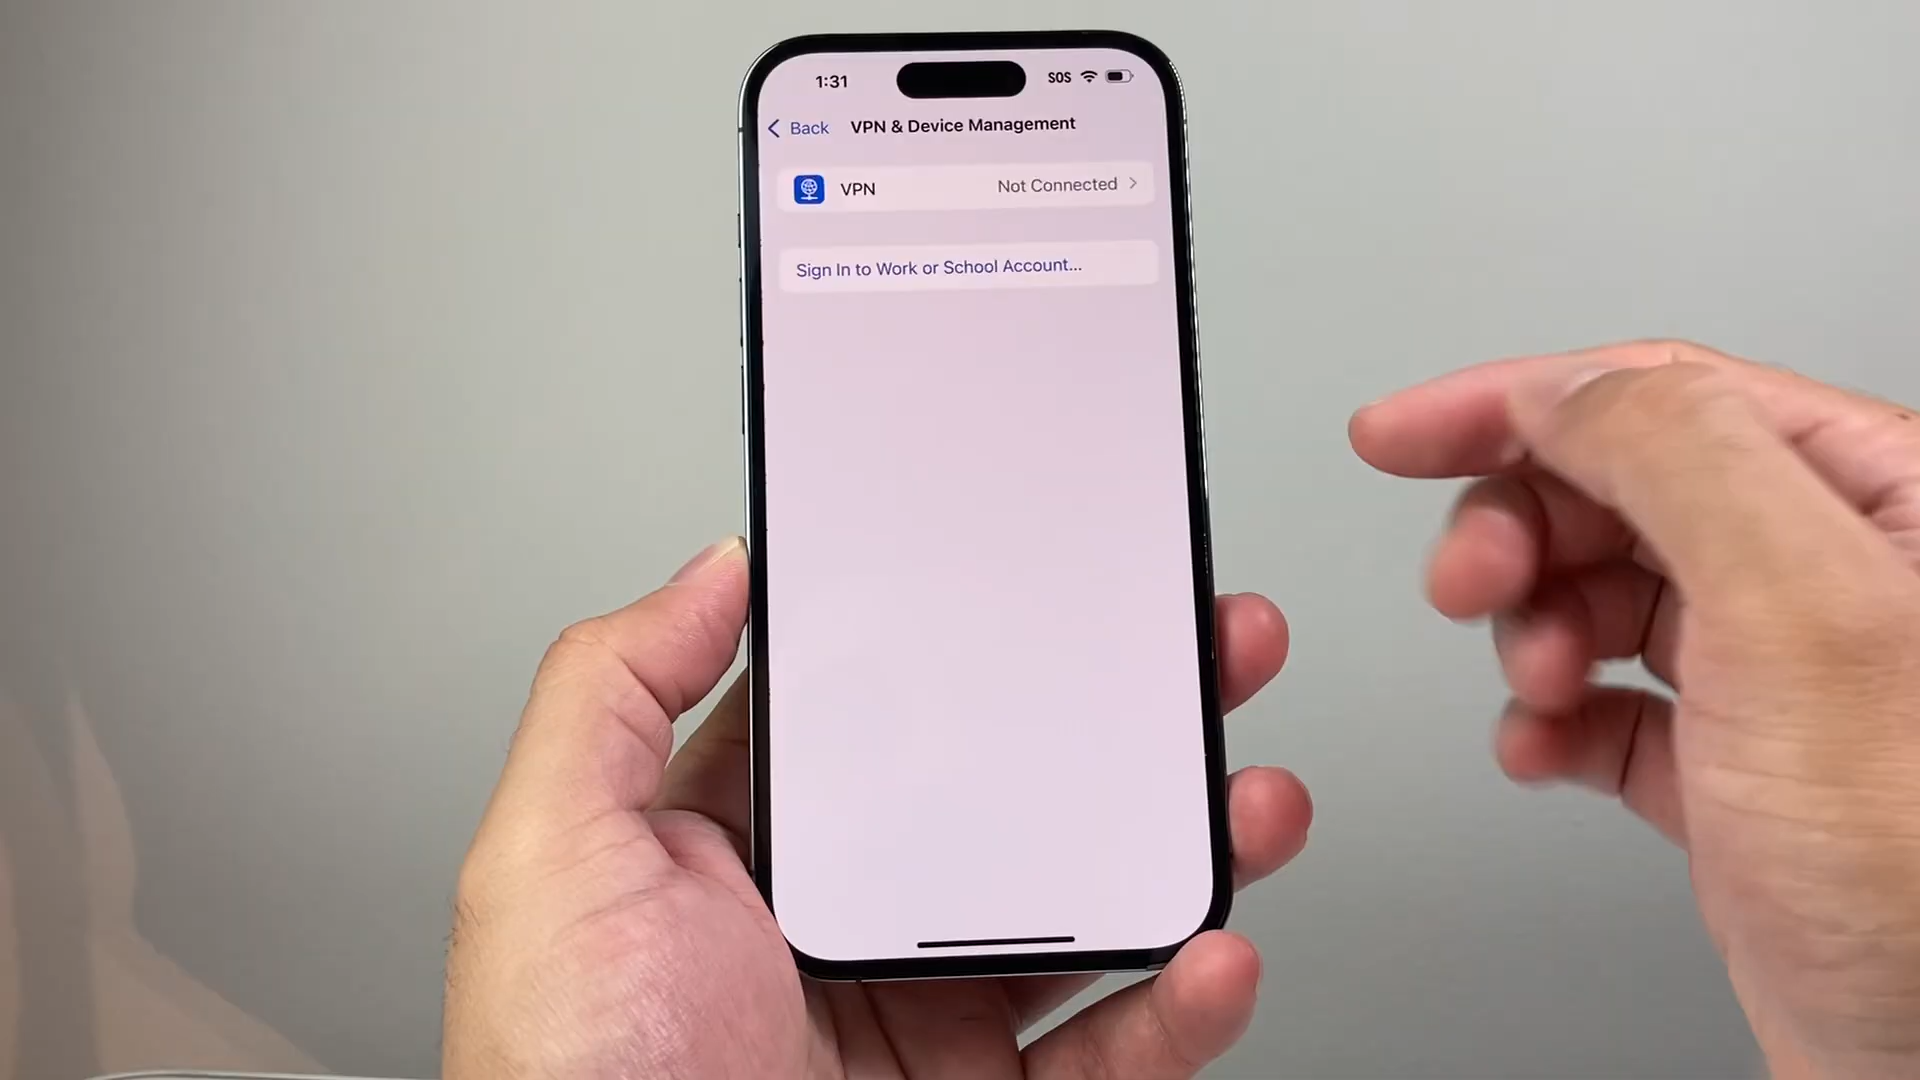 1:31 SOS
Back VPN & Device Management
VPN Not Connected
Sign In to Work or School Account...